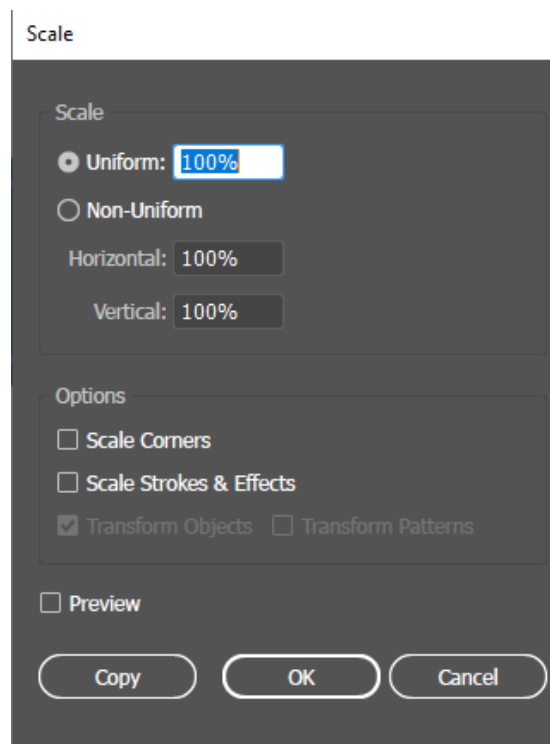 Scale
Scale
Uniform: 100%
Non-Uniform
Horizontal: 100%
Vertical: 100%
Options
Scale Corners
Scale Strokes & Effects
Transform Objects Transform Patterns
Preview
Copy OK Cancel